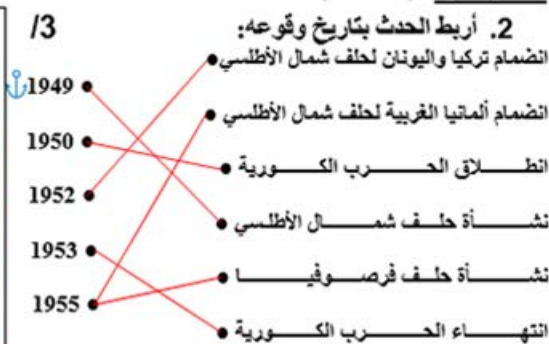 2. أربط الحدث بتاريخ وقوعه:
/3
انضمام تركيا واليونان لحلف شمال الأطلسي
1949
انضمام ألمانيا الغربية لحلف شمال الأطلسي
1950
انطلاق الحرب الكورية
1952
نشأة حلف شمال الأطلسي
1953
نشأة حلف فرصوفيا
1955
انتهاء الحرب الكورية